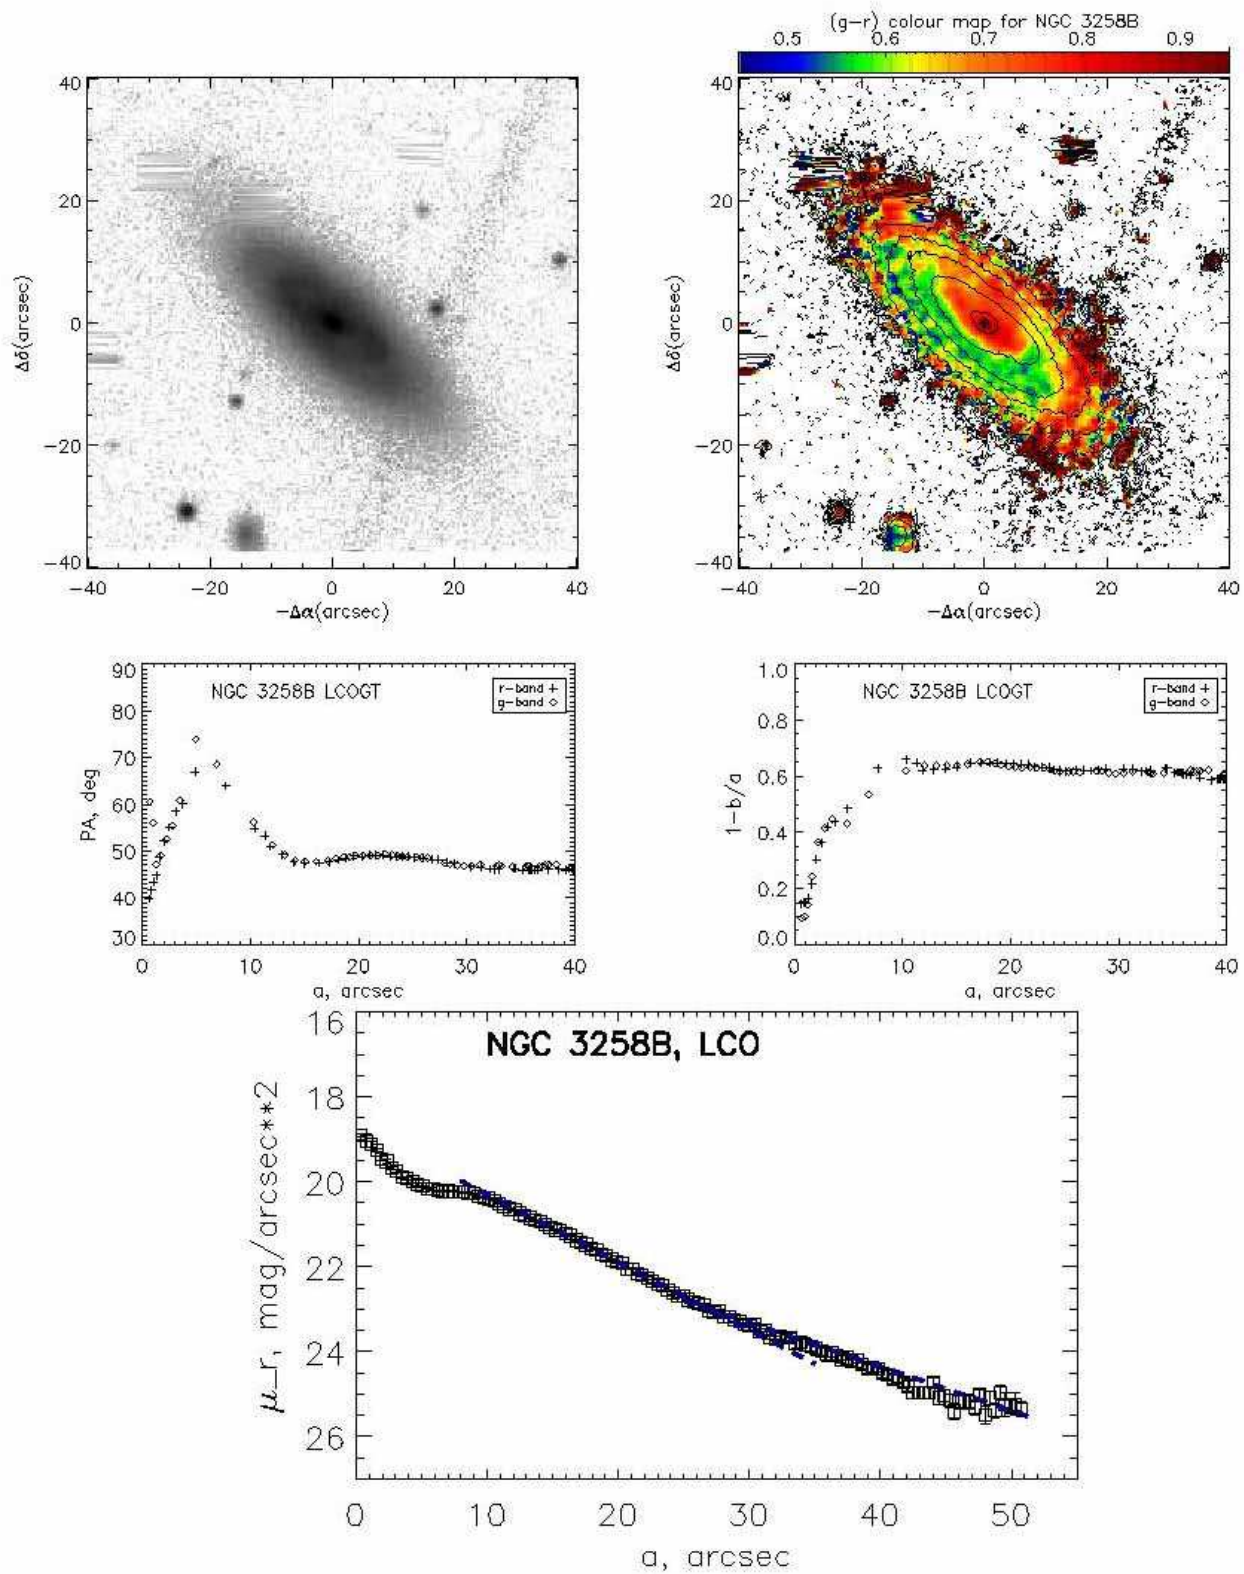 (g-r) colour map for NGC 3258B
0.5 0.6 0.7 0.8 0.9
40
20
0
-20
-40
Δδ(arcsec)
-40 -20 0 20 40
-Δα(arcsec)
40
20
0
-20
-40
Δδ(arcsec)
-40 -20 0 20 40
-Δα(arcsec)
NGC 3258B LCOGT
r-band +
g-band ◇
90
80
70
60
50
40
30
PA, deg
0 10 20 30 40
a, arcsec
NGC 3258B LCOGT
r-band +
g-band ◇
1.0
0.8
0.6
0.4
0.2
0.0
1-b/a
0 10 20 30 40
a, arcsec
NGC 3258B, LCO
16
18
20
22
24
26
μ_r, mag/arcsec**2
0 10 20 30 40 50
a, arcsec